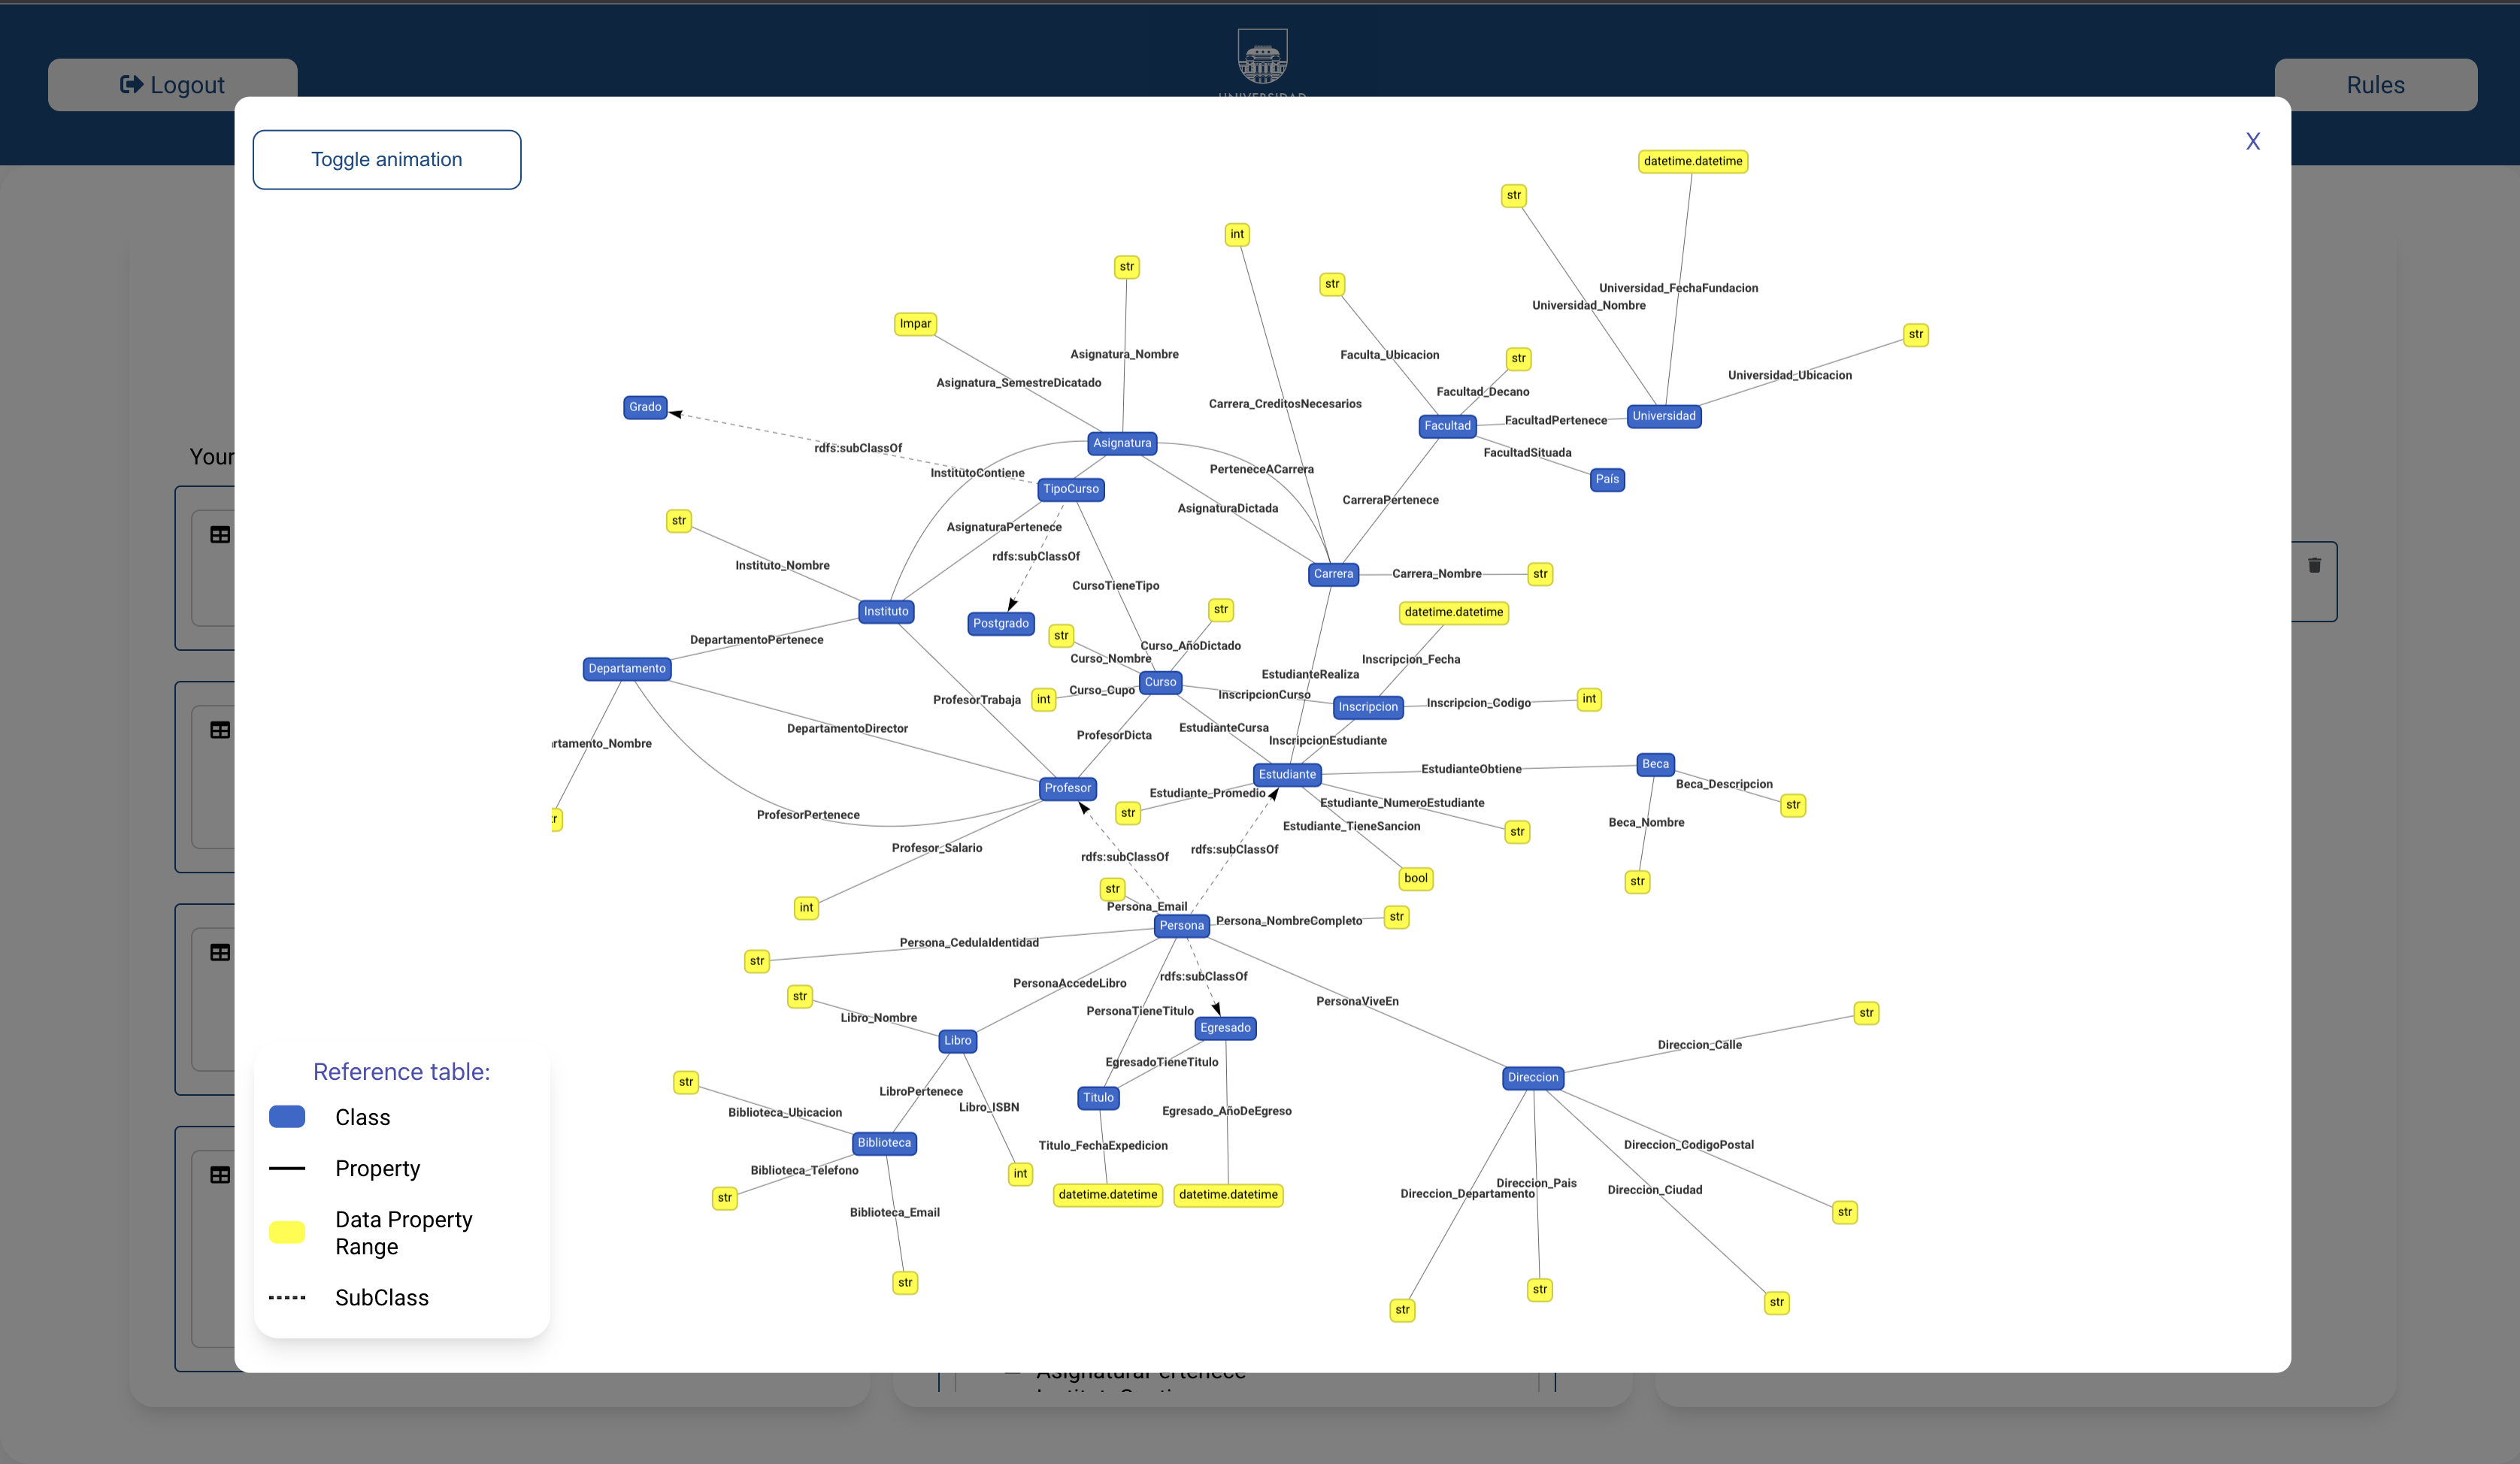 Logout
UNIVERSIDAD
Rules
Toggle animation
X
datetime.datetime
str
int
str
str
Universidad_FechaFundacion
Universidad_Nombre
Impar
str
Asignatura_Nombre
Faculta_Ubicacion
str
Universidad_Ubicacion
Asignatura_SemestreDicatado
Facultad_Decano
Grado
Carrera_CreditosNecesarios
Universidad
FacultadPertenece
Facultad
Asignatura
rdfs:subClassOf
FacultadSituada
Your
InstitutoContiene
PerteneceACarrera
País
TipoCurso
CarreraPertenece
AsignaturaDictada
str
AsignaturaPertenece
rdfs:subClassOf
Instituto_Nombre
Carrera
Carrera_Nombre
str
CursoTieneTipo
Instituto
str
datetime.datetime
Postgrado
str
DepartamentoPertenece
Curso_AñoDictado
Curso_Nombre
Inscripcion_Fecha
Departamento
EstudianteRealiza
Curso
Curso_Cupo
InscripcionCurso
int
ProfesorTrabaja
Inscripcion_Codigo
int
Inscripcion
DepartamentoDirector
EstudianteCursa
ProfesorDicta
InscripcionEstudiante
rtamento_Nombre
Beca
EstudianteObtiene
Estudiante
Beca_Descripcion
Profesor
Estudiante_Promedio
Estudiante_NumeroEstudiante
str
ProfesorPertenece
str
r
Beca_Nombre
Estudiante_TieneSancion
str
Profesor_Salario
rdfs:subClassOf
rdfs:subClassOf
bool
str
str
int
Persona_Email
str
Persona
Persona_NombreCompleto
Persona_CedulaIdentidad
str
rdfs:subClassOf
PersonaAccedeLibro
str
PersonaViveEn
PersonaTieneTitulo
str
Libro_Nombre
Egresado
Libro
Direccion_Calle
EgresadoTieneTitulo
Reference table:
Direccion
str
LibroPertenece
Titulo
Libro_ISBN
Biblioteca_Ubicacion
Egresado_AñoDeEgreso
Class
Biblioteca
Titulo_FechaExpedicion
Direccion_CodigoPostal
Property
Biblioteca_Telefono
int
Direccion_Pais
Direccion_Departamento
Direccion_Ciudad
str
datetime.datetime
datetime.datetime
Biblioteca_Email
str
Data Property
Range
str
str
SubClass
str
str
AsignaturaPertenece